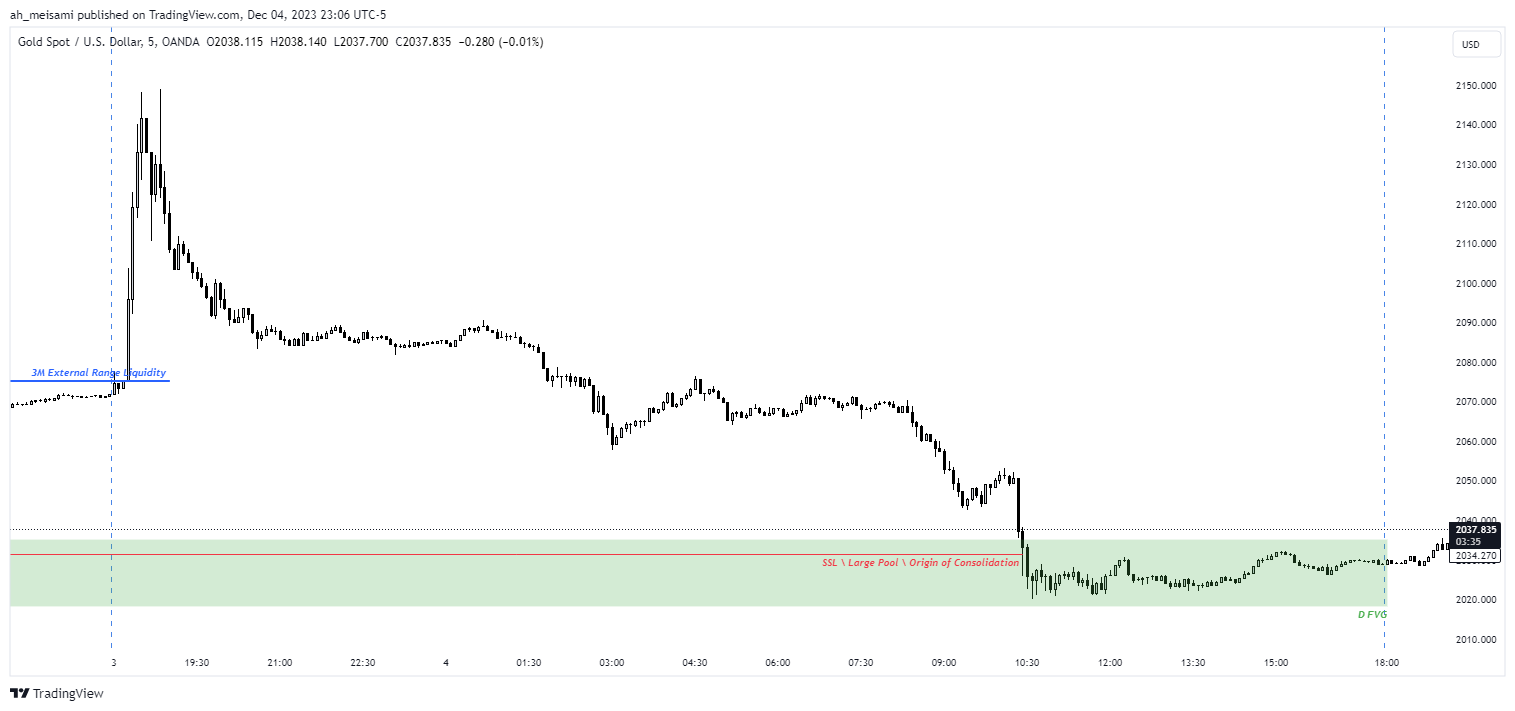 ah_meisami published on TradingView.com, Dec 04, 2023 23:06 UTC-5
Gold Spot / U.S. Dollar, 5, OANDA O2038.115 H2038.140 L2037.700 C2037.835 −0.280 (−0.01%)
USD
2150.000
2140.000
2130.000
2120.000
2110.000
2100.000
2090.000
2080.000
3M External Range Liquidity
2070.000
2060.000
2050.000
2040.000
2037.835
03:35
2034.270
SSL \ Large Pool \ Origin of Consolidation
2020.000
D FVG
2010.000
3 19:30 21:00 22:30 4 01:30 03:00 04:30 06:00 07:30 09:00 10:30 12:00 13:30 15:00 18:00
TradingView